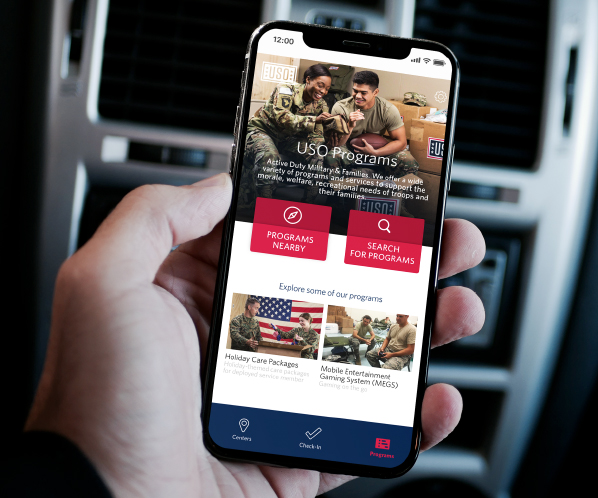 12:00
USO
USO Programs
Active Duty Military & Families. We offer a wide
variety of programs and services to support the
morale, welfare, recreational needs of troops and
their families.
USO
PROGRAMS
NEARBY
SEARCH
FOR PROGRAMS
Explore some of our programs
Holiday Care Packages
Holiday-themed care packages
for deployed service member
Mobile Entertainment
Gaming System (MEGS)
Gaming on the go
Centers
Check-In
Programs